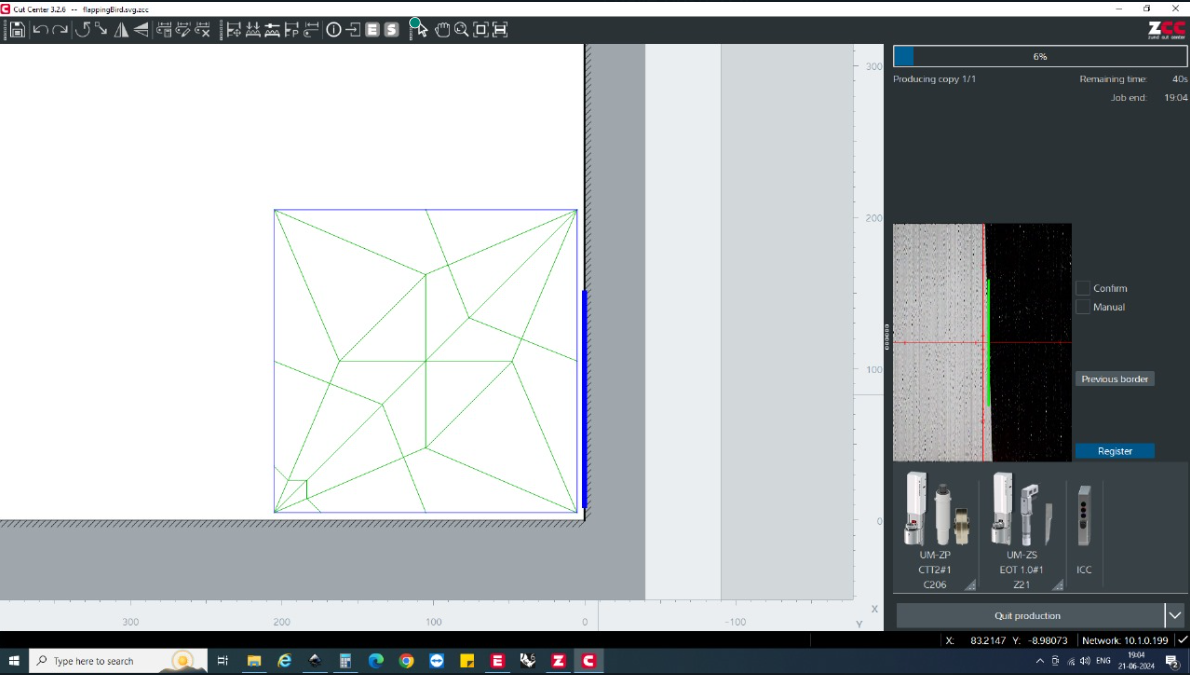 Cut Center 3.2.6 -- flappingBird.svg.zcc
ZCC
6%
Producing copy 1/1
Remaining time: 40s
Job end: 19:04
300
200
100
0
Confirm
Manual
Previous border
Register
UM-ZP
CTT2#1
C206
UM-ZS
EOT 1.0#1
Z21
ICC
Quit production
300
200
100
0
-100
X
Y
X: 83.2147 Y: -8.98073
Network: 10.1.0.199
Type here to search
ENG
19:04
21-06-2024